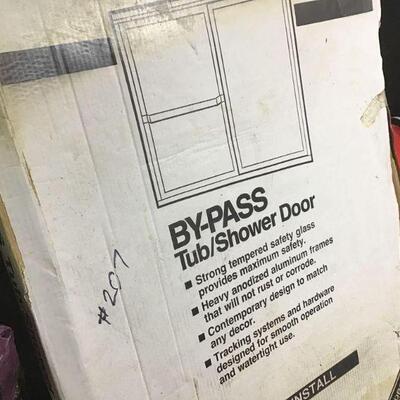 BY-PASS
Tub/Shower Door
■ Strong tempered safety glass
provides maximum safety.
■ Heavy anodized aluminum frames
that will not rust or corrode.
■ Contemporary design to match
any decor.
■ Tracking systems and hardware
designed for smooth operation
and watertight use.
#207
INSTALL